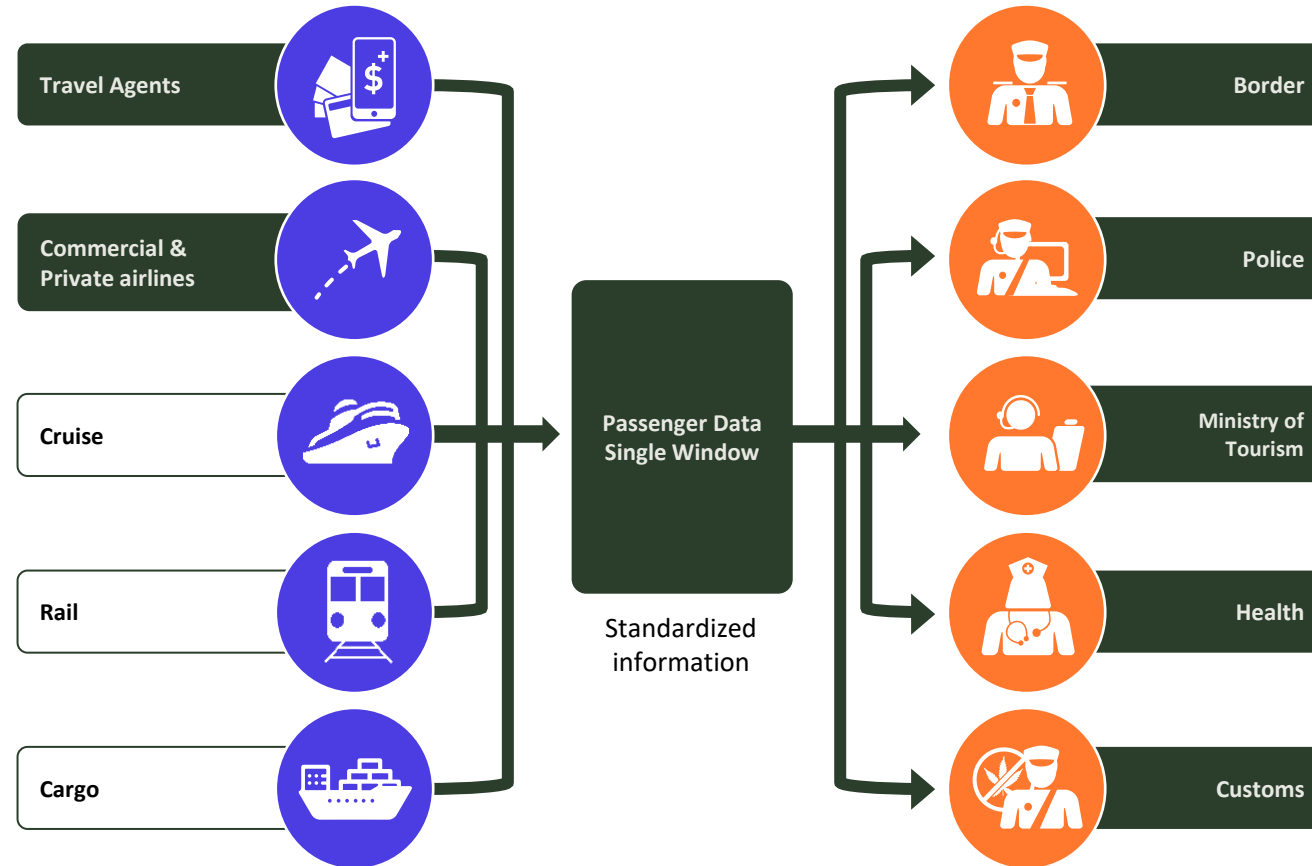 Travel Agents
Commercial &
Private airlines
Cruise
Rail
Cargo
$
+
Passenger Data
Single Window
Standardized
information
Border
Police
Ministry of
Tourism
Health
Customs